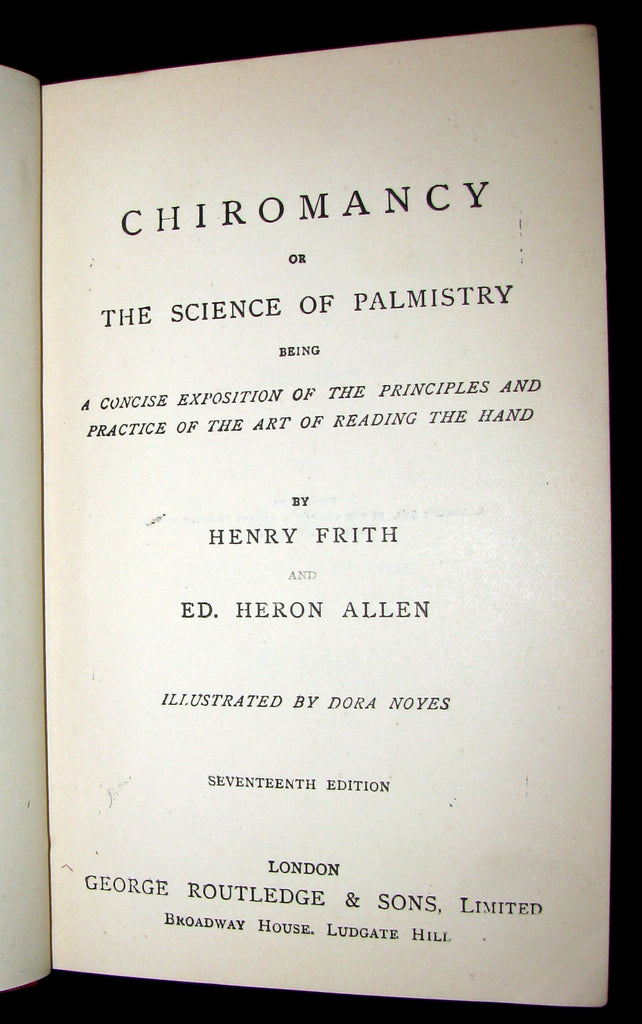 CHIROMANCY
OR
THE SCIENCE OF PALMISTRY
BEING
A CONCISE EXPOSITION OF THE PRINCIPLES AND
PRACTICE OF THE ART OF READING THE HAND
BY
HENRY FRITH
AND
ED. HERON ALLEN
ILLUSTRATED BY DORA NOYES
SEVENTEENTH EDITION
LONDON
GEORGE ROUTLEDGE & SONS, LIMITED
BROADWAY HOUSE, LUDGATE HILL